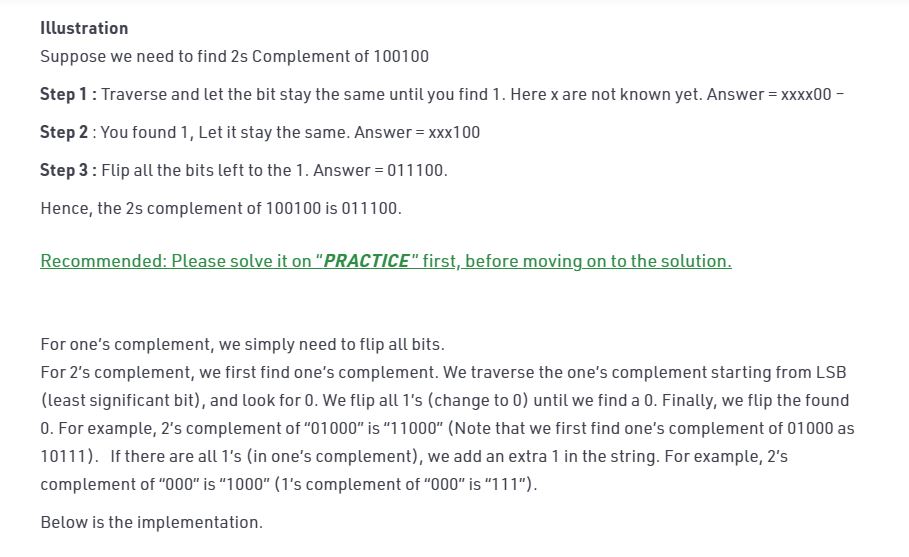 Illustration
Suppose we need to find 2s Complement of 100100
Step 1 : Traverse and let the bit stay the same until you find 1. Here x are not known yet. Answer = xxxx00 –
Step 2 : You found 1, Let it stay the same. Answer = xxx100
Step 3 : Flip all the bits left to the 1. Answer = 011100.
Hence, the 2s complement of 100100 is 011100.
Recommended: Please solve it on “PRACTICE” first, before moving on to the solution.
For one’s complement, we simply need to flip all bits.
For 2’s complement, we first find one’s complement. We traverse the one’s complement starting from LSB
(least significant bit), and look for 0. We flip all 1’s (change to 0) until we find a 0. Finally, we flip the found
0. For example, 2’s complement of “01000” is “11000” (Note that we first find one’s complement of 01000 as
10111). If there are all 1’s (in one’s complement), we add an extra 1 in the string. For example, 2’s
complement of “000” is “1000” (1’s complement of “000” is “111”).
Below is the implementation.